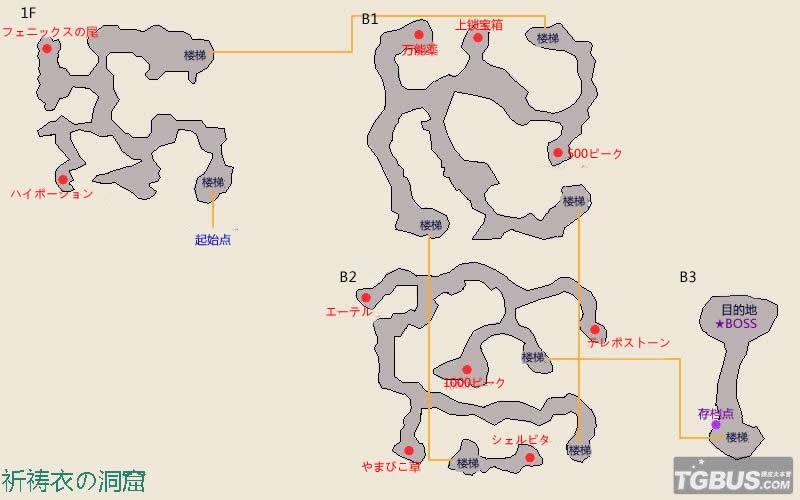 1F
フェニックスの尾
楼梯
ハイポーション
楼梯
起始点
B1
万能薬
上锁宝箱
楼梯
500ピーク
楼梯
楼梯
B2
エーテル
テレポストーン
楼梯
1000ピーク
やまびこ草
シェルピタ
楼梯
楼梯
B3
目的地
★BOSS
存档点
楼梯
祈祷衣の洞窟
TGBUS.COM